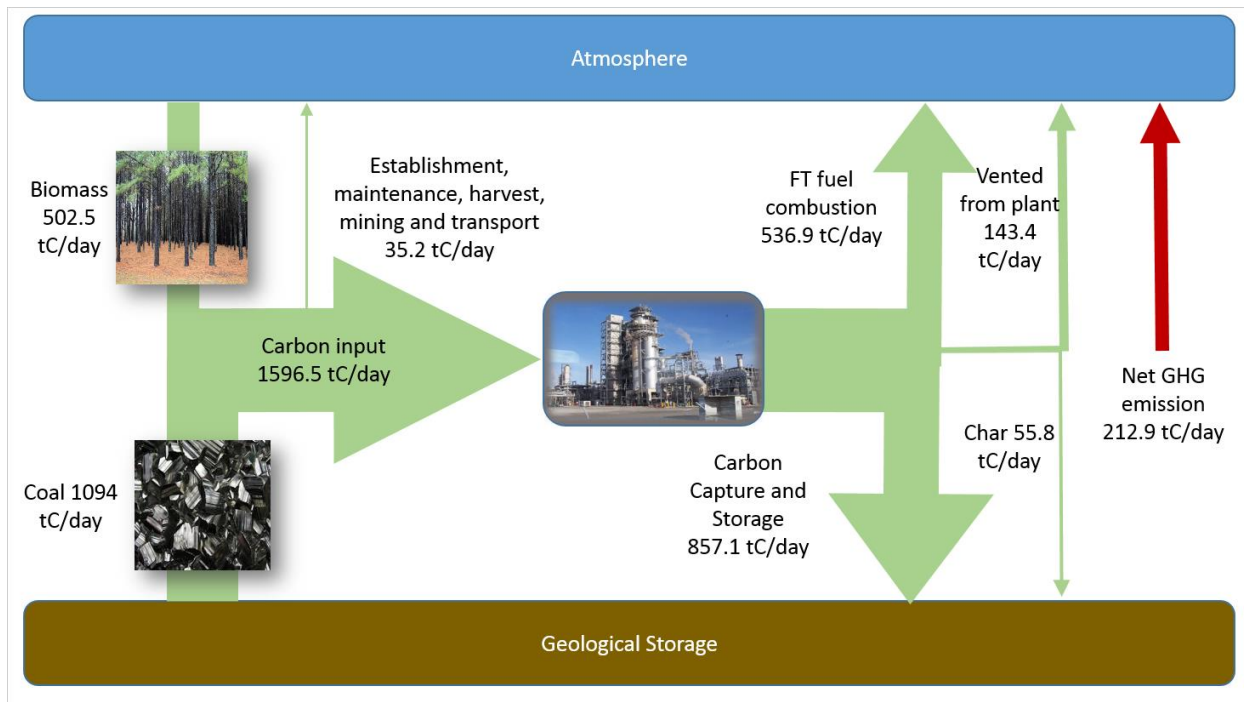 Atmosphere
Biomass
502.5
tC/day
Establishment,
maintenance, harvest,
mining and transport
35.2 tC/day
FT fuel
combustion
536.9 tC/day
Vented
from plant
143.4
tC/day
Carbon input
1596.5 tC/day
Net GHG
emission
212.9 tC/day
Coal 1094
tC/day
Carbon
Capture and
Storage
857.1 tC/day
Char 55.8
tC/day
Geological Storage